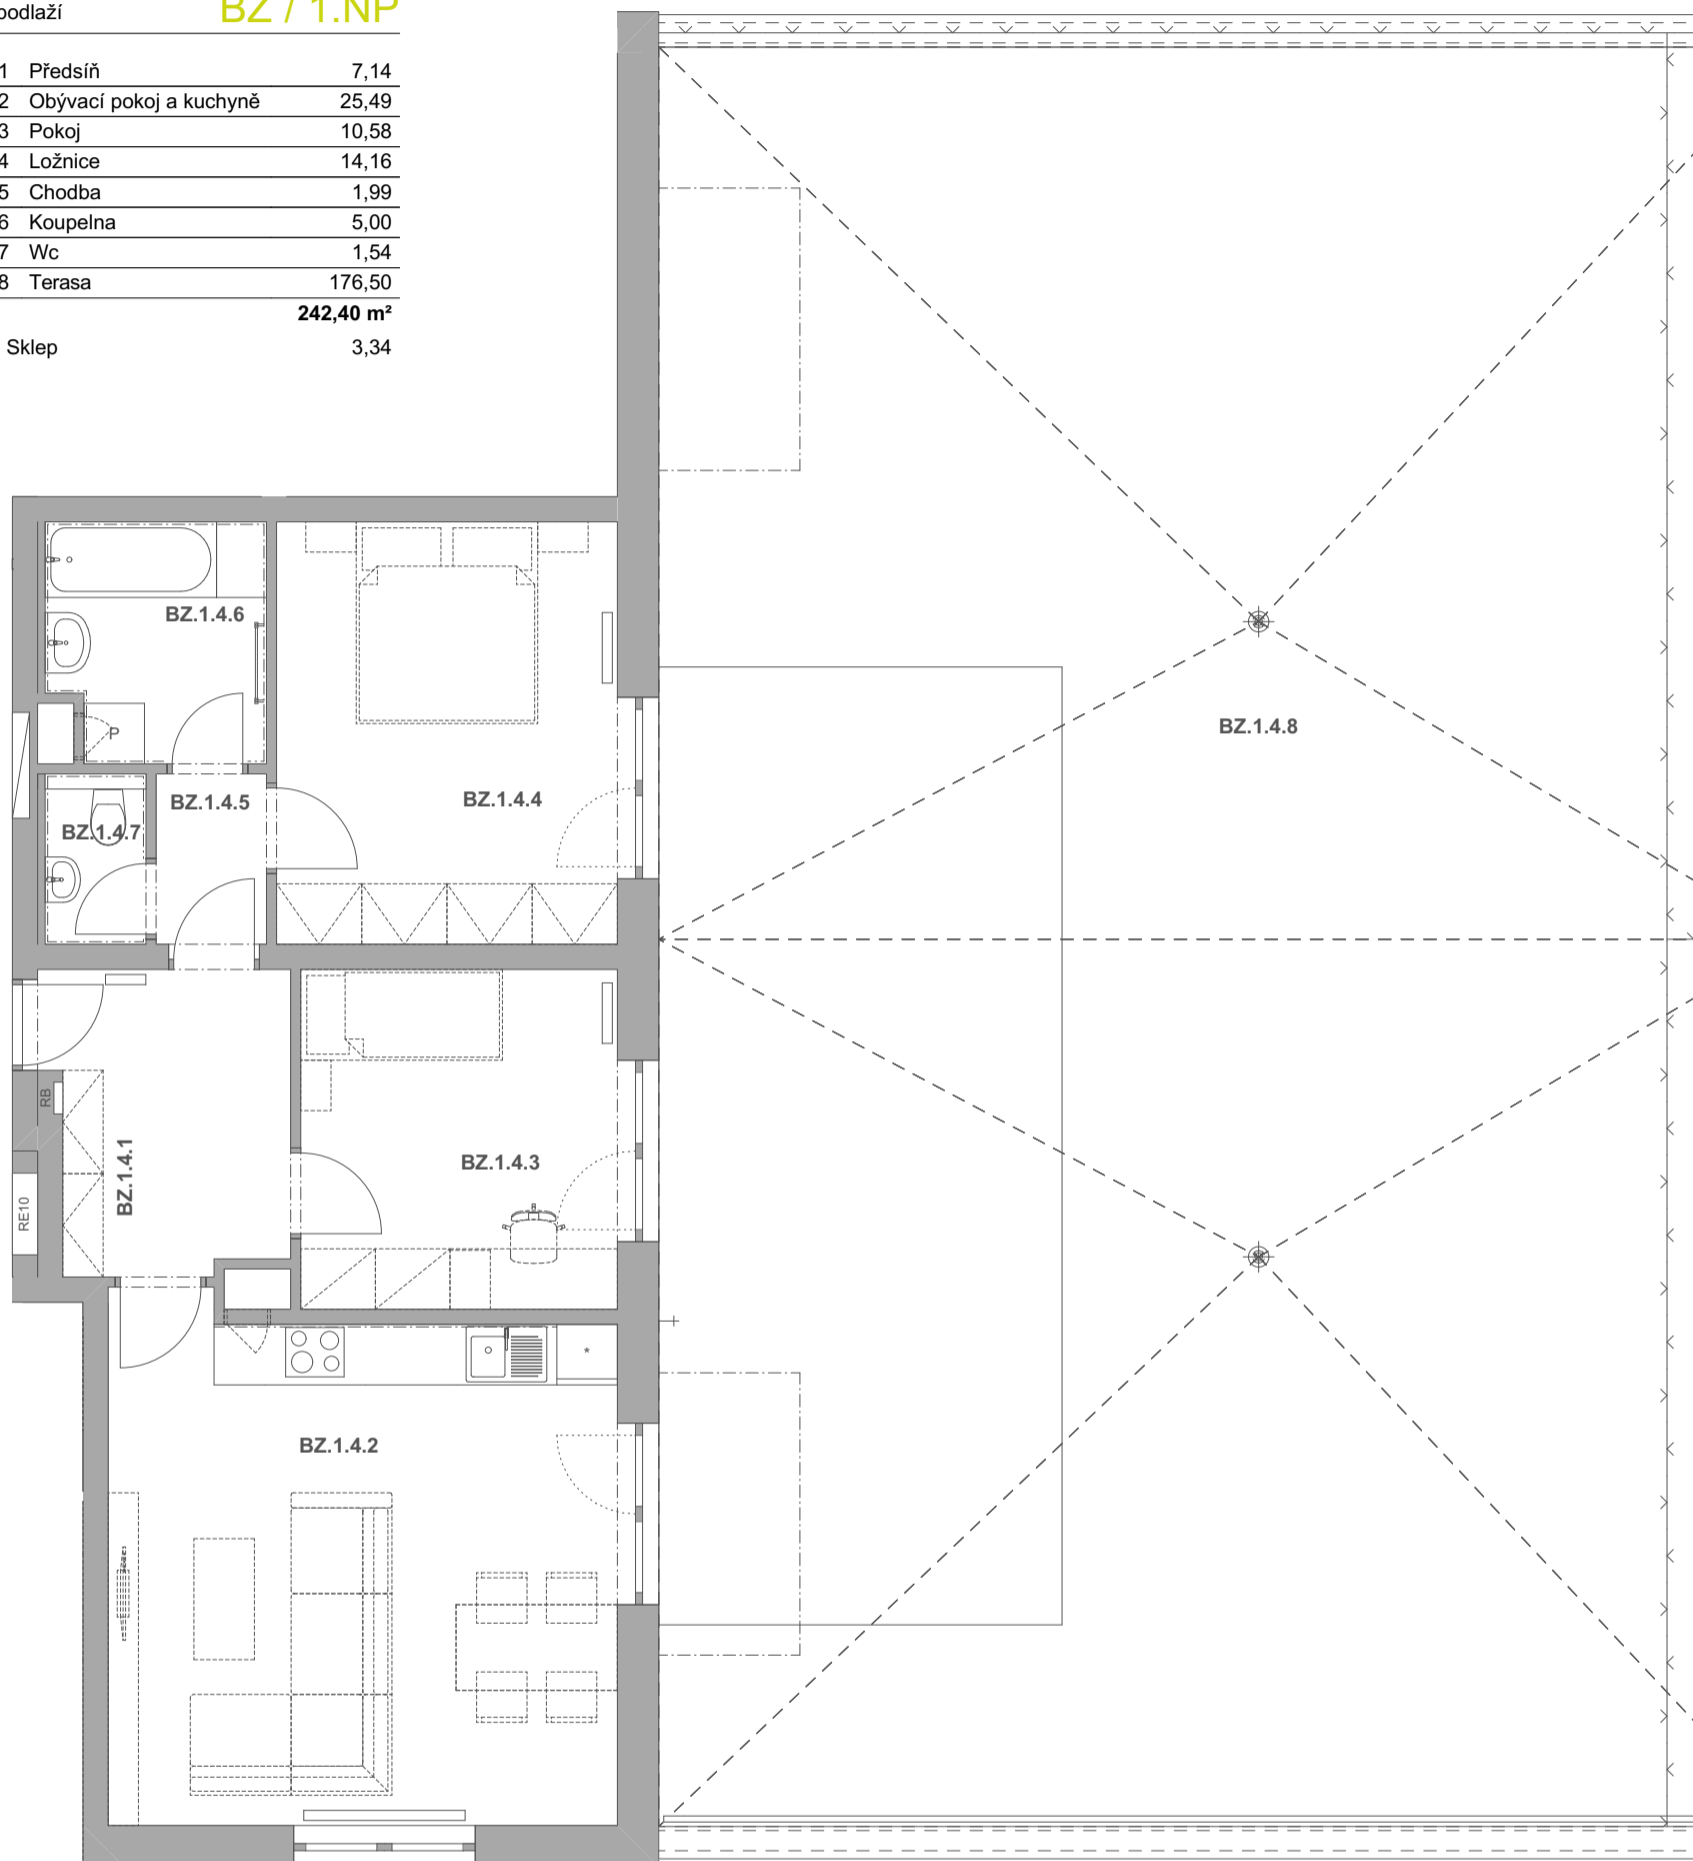 podlaží BZ / 1.NP
1 Předsíň 7,14
2 Obývací pokoj a kuchyně 25,49
3 Pokoj 10,58
4 Ložnice 14,16
5 Chodba 1,99
6 Koupelna 5,00
7 Wc 1,54
8 Terasa 176,50
242,40 m²
Sklep 3,34
BZ.1.4.6
P
BZ.1.4.8
BZ.1.4.5
BZ.1.4.4
BZ.1.4.7
RB
BZ.1.4.1
BZ.1.4.3
RE10
*
BZ.1.4.2